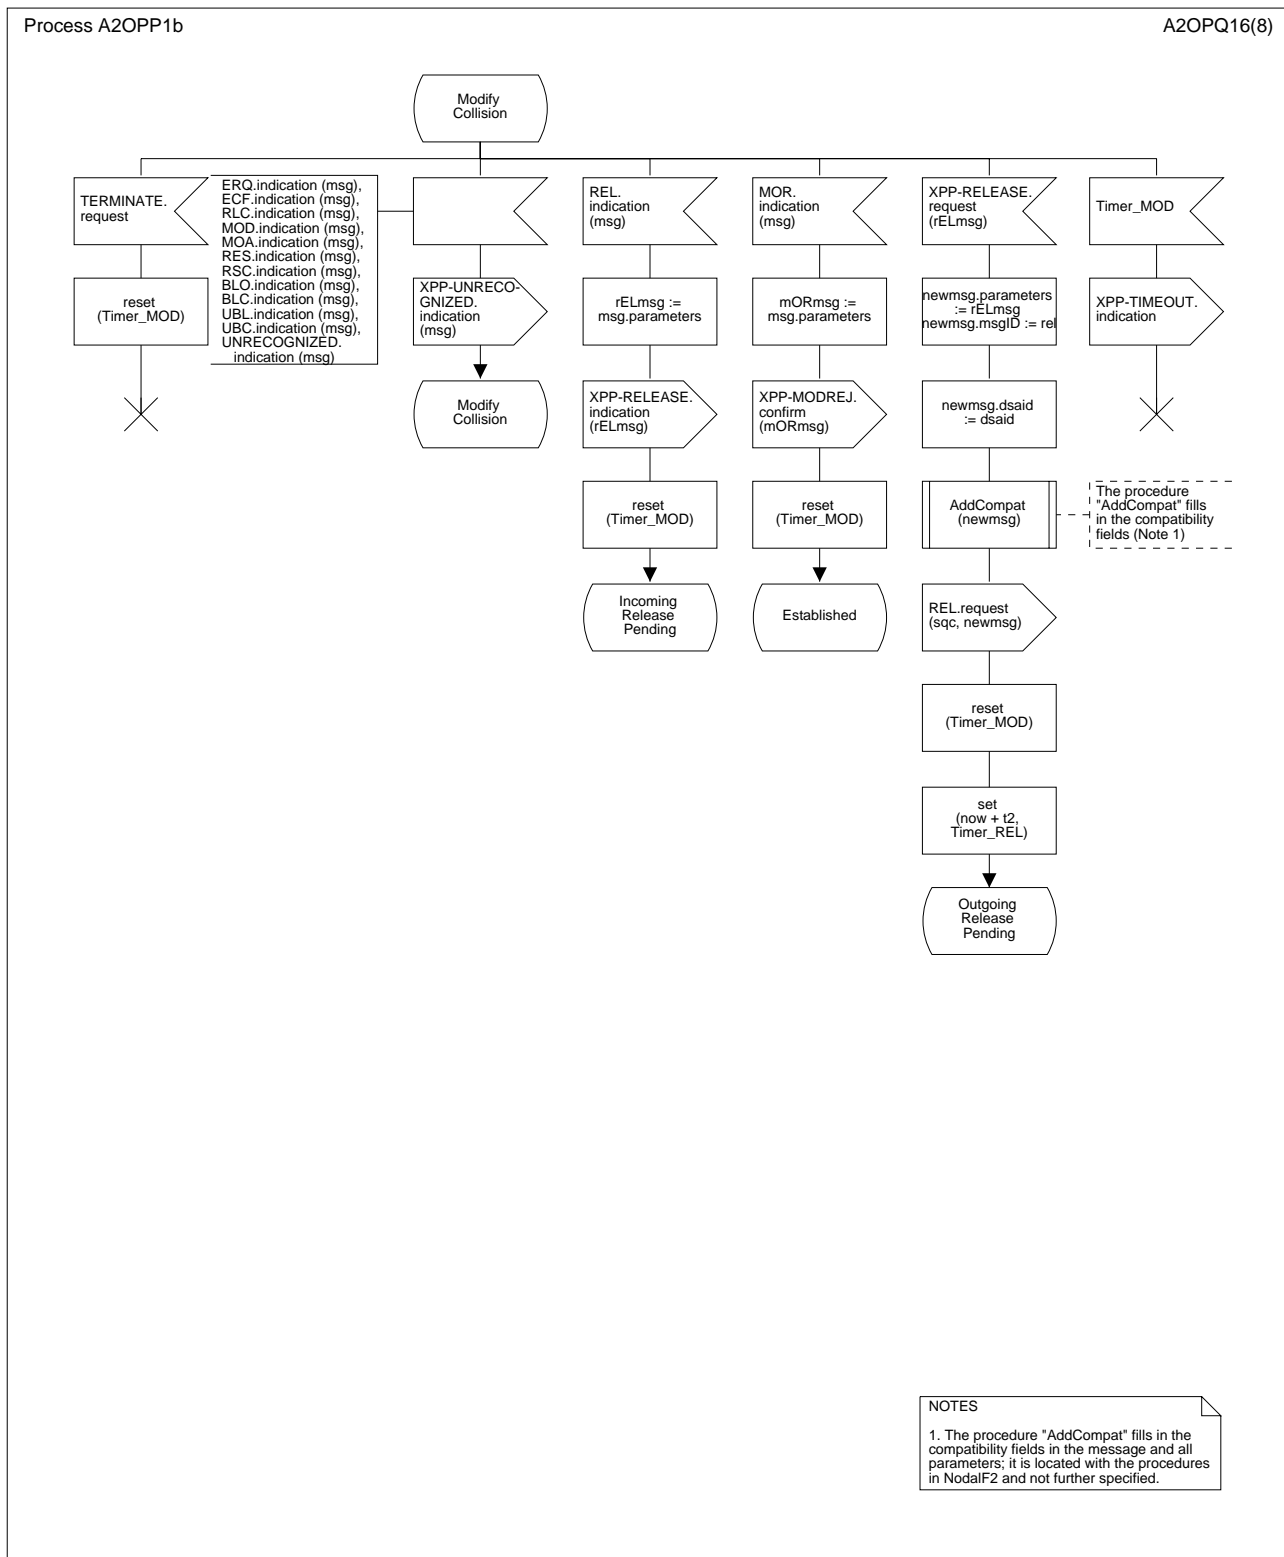 Process A2OPP1b
A2OPQ16(8)
Modify
Collision
TERMINATE.
request
ERQ.indication (msg),
ECF.indication (msg),
RLC.indication (msg),
MOD.indication (msg),
MOA.indication (msg),
RES.indication (msg),
RSC.indication (msg),
BLO.indication (msg),
BLC.indication (msg),
UBL.indication (msg),
UBC.indication (msg),
UNRECOGNIZED.
indication (msg)
REL.
indication
(msg)
MOR.
indication
(msg)
XPP-RELEASE.
request
(rELmsg)
Timer_MOD
reset
(Timer_MOD)
XPP-UNRECO-
GNIZED.
indication
(msg)
rELmsg :=
msg.parameters
mORmsg :=
msg.parameters
newmsg.parameters
:= rELmsg
newmsg.msgID := rel
XPP-TIMEOUT.
indication
Modify
Collision
XPP-RELEASE.
indication
(rELmsg)
XPP-MODREJ.
confirm
(mORmsg)
newmsg.dsaid
:= dsaid
reset
(Timer_MOD)
reset
(Timer_MOD)
AddCompat
(newmsg)
The procedure
"AddCompat" fills
in the compatibility
fields (Note 1)
Incoming
Release
Pending
Established
REL.request
(sqc, newmsg)
reset
(Timer_MOD)
set
(now + t2,
Timer_REL)
Outgoing
Release
Pending
NOTES
1. The procedure "AddCompat" fills in the
compatibility fields in the message and all
parameters; it is located with the procedures
in NodalF2 and not further specified.